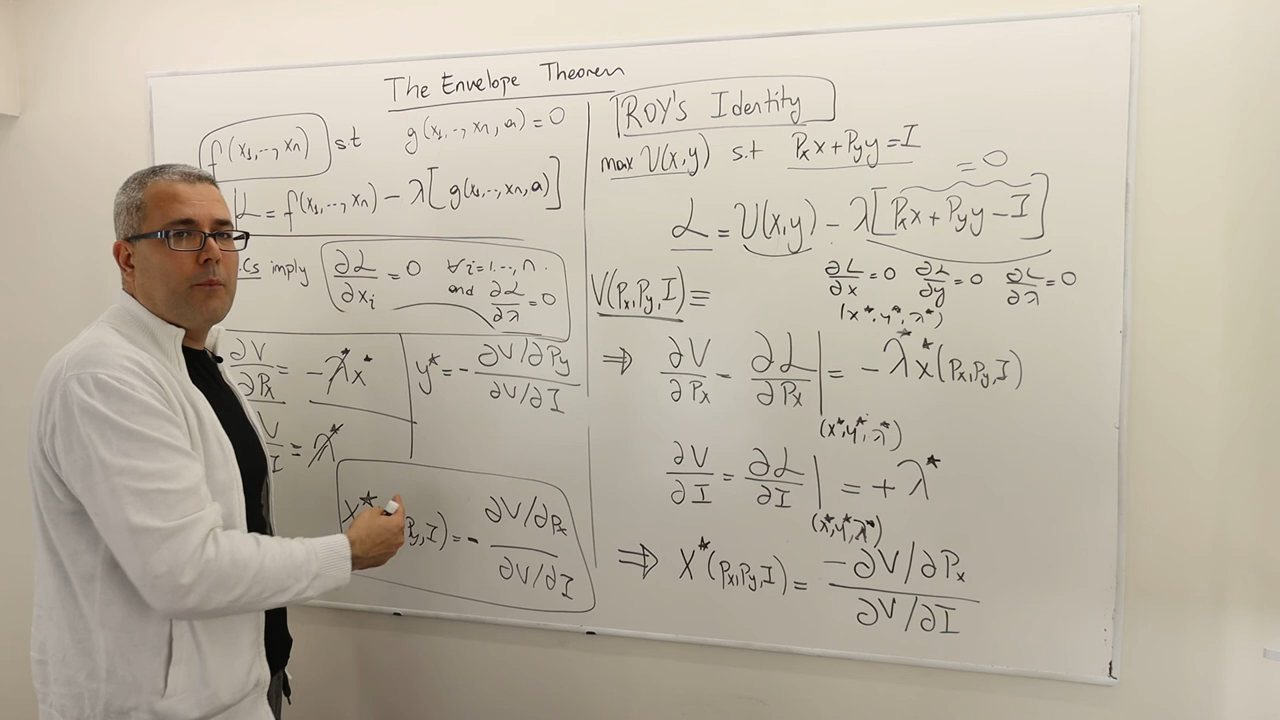 The Envelope Theorem
f(x₁,..,xₙ) s.t g(x₁,..,xₙ,a)=0
ℒ = f(x₁,..,xₙ) - λ[g(x₁,..,xₙ,a)]
.Cs imply ∂ℒ/∂xᵢ = 0 ∀i=1...,n. and ∂ℒ/∂λ = 0
∂V/∂Pₓ = -λ*x*
V/I = λ*
y* = - ∂V/∂Py / ∂V/∂I
X* Py,I) = - ∂V/∂Pₓ / ∂V/∂I
ROY'S Identity
max U(x,y) s.t Pₓx+Pyy=I
=0
ℒ = U(x,y) - λ[Pₓx+Pyy-I]
∂ℒ/∂x=0 ∂ℒ/∂y=0 ∂ℒ/∂λ=0
(x*,y*,λ*)
V(Pₓ,Py,I)≡
⇒ ∂V/∂Pₓ - ∂ℒ/∂Pₓ | = -λ*x*(Pₓ,Py,I)
(x*,y*,λ*)
∂V/∂I = ∂ℒ/∂I | = +λ*
(x*,y*,λ*)
⇒ X*(Pₓ,Py,I) = -∂V/∂Pₓ / ∂V/∂I